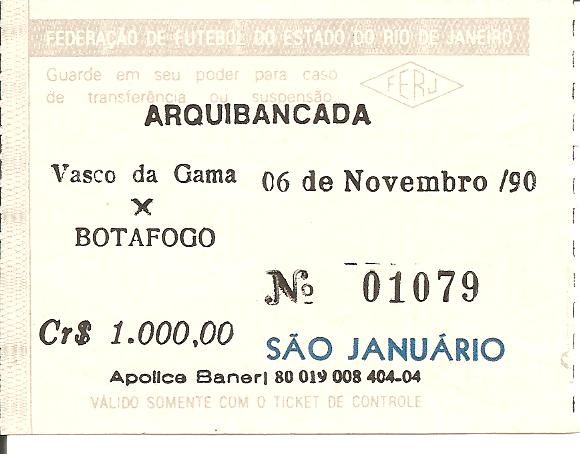 FEDERAÇÃO DE FUTEBOL DO ESTADO DO RIO DE JANEIRO
Guarde em seu poder para caso
de transferência ou suspensão
FERJ
ARQUIBANCADA
Vasco da Gama
06 de Novembro /90
X
BOTAFOGO
Nº 01079
Cr$ 1.000,00
SÃO JANUÁRIO
Apolice Banerj 80 019 008 404-04
VÁLIDO SOMENTE COM O TICKET DE CONTROLE